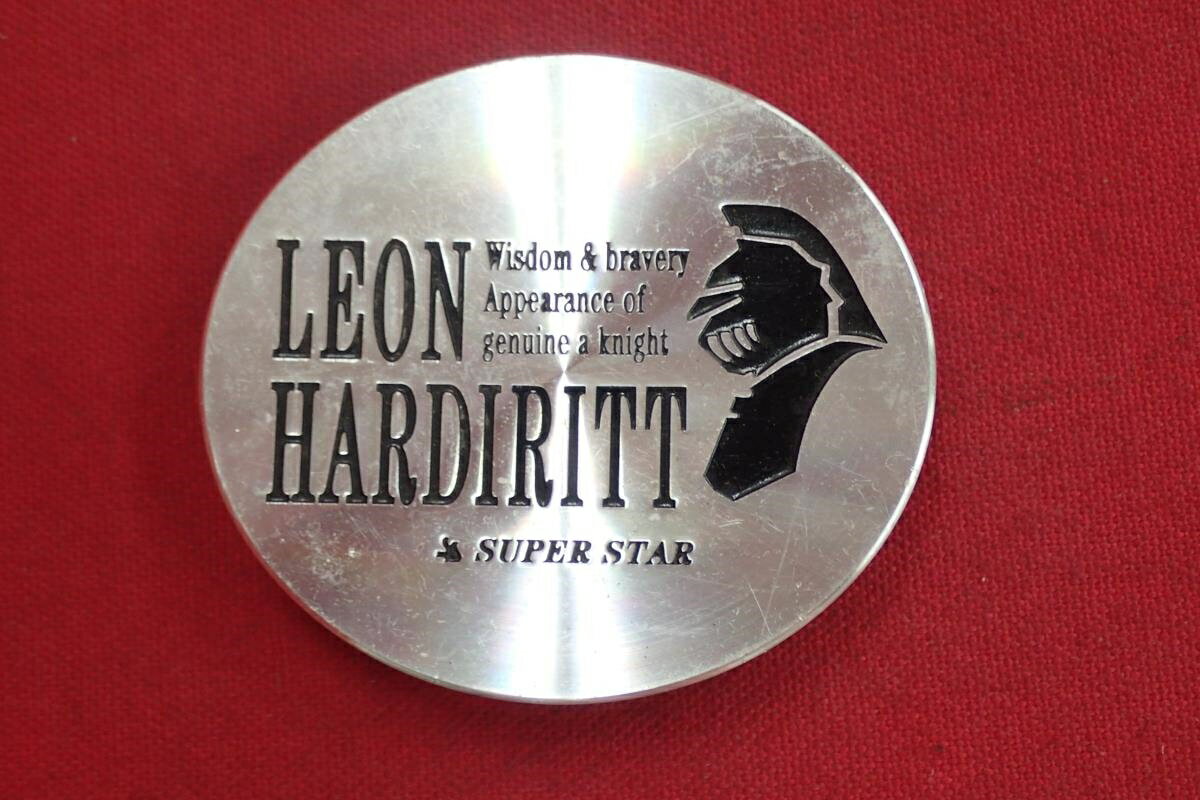 LEON
Wisdom & bravery
Appearance of
genuine a knight
HARDIRITT
SUPER STAR